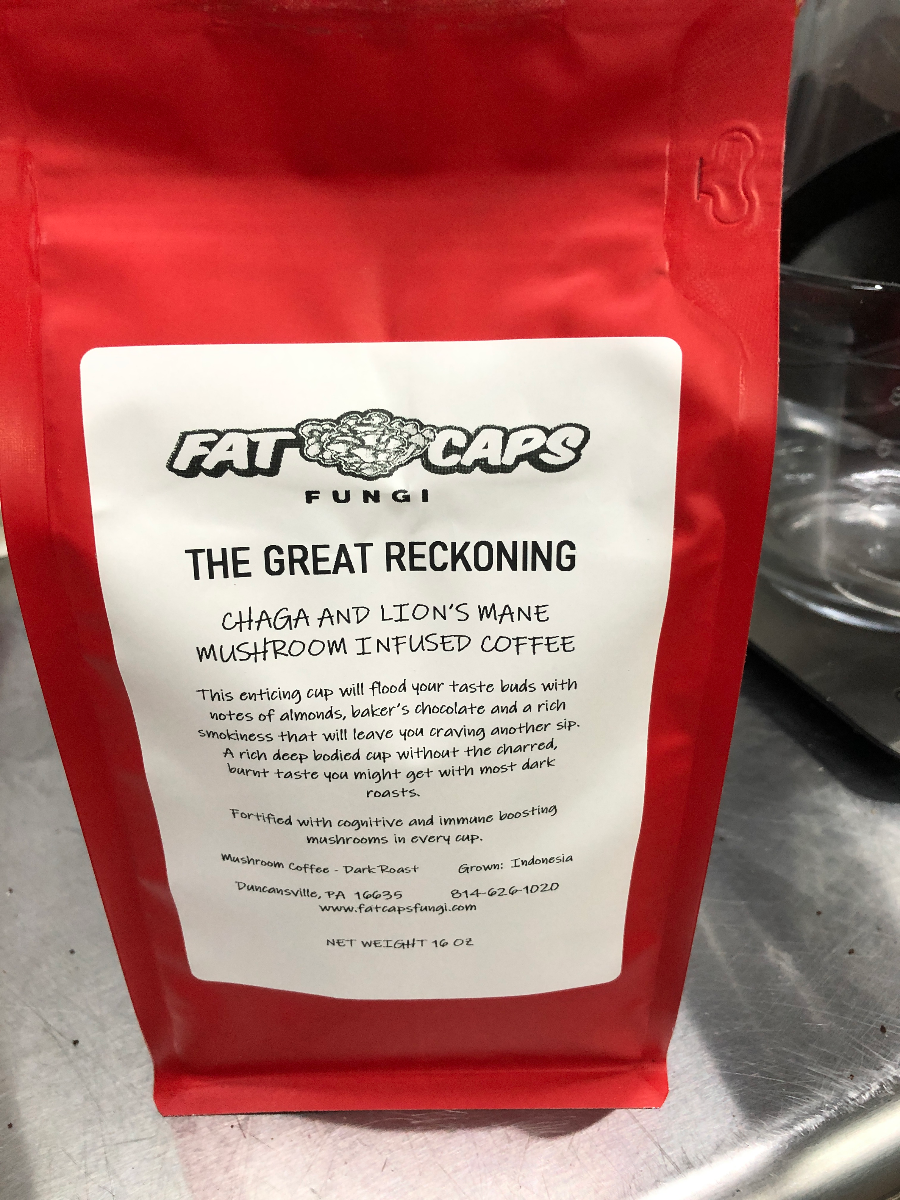 FAT CAPS
FUNGI
THE GREAT RECKONING
CHAGA AND LION'S MANE
MUSHROOM INFUSED COFFEE
This enticing cup will flood your taste buds with
notes of almonds, baker's chocolate and a rich
smokiness that will leave you craving another sip.
A rich deep bodied cup without the charred,
burnt taste you might get with most dark
roasts.
Fortified with cognitive and immune boosting
mushrooms in every cup.
Mushroom Coffee - Dark Roast Grown: Indonesia
Duncansville, PA 16635 814-626-1020
www.fatcapsfungi.com
NET WEIGHT 16 OZ